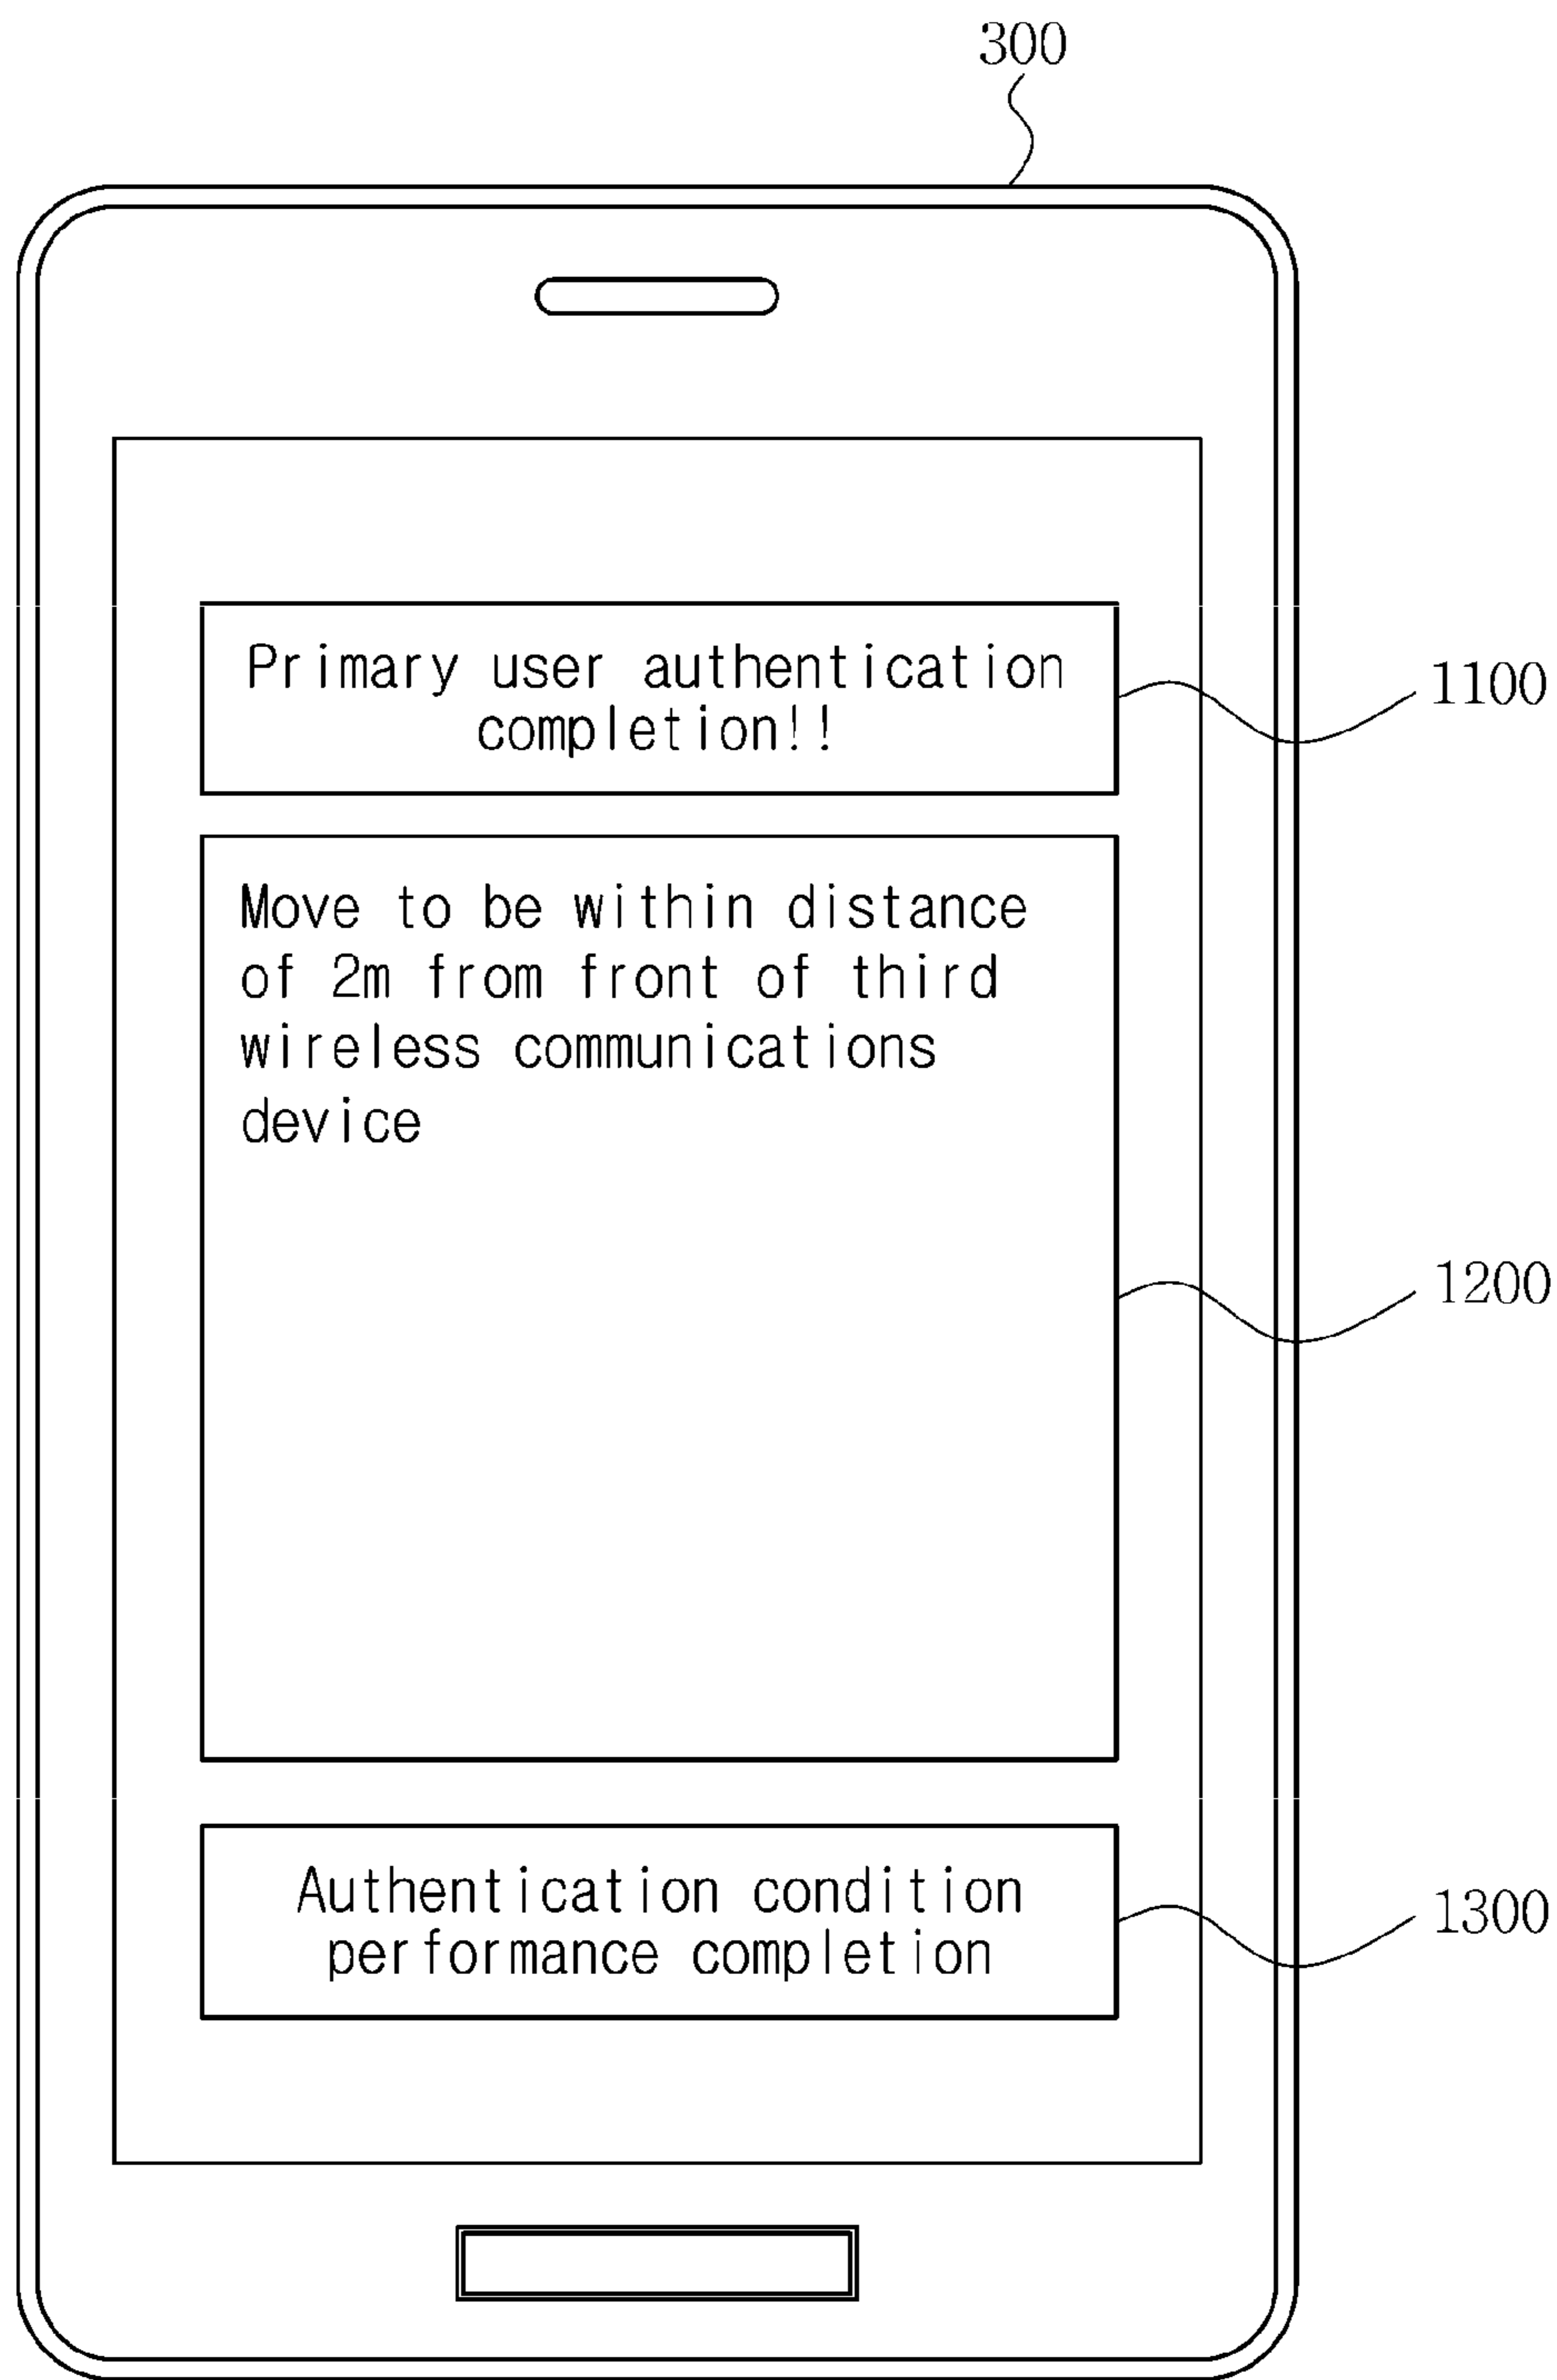 300
Primary user authentication
completion!!
1100
Move to be within distance
of 2m from front of third
wireless communications
device
1200
Authentication condition
performance completion
1300